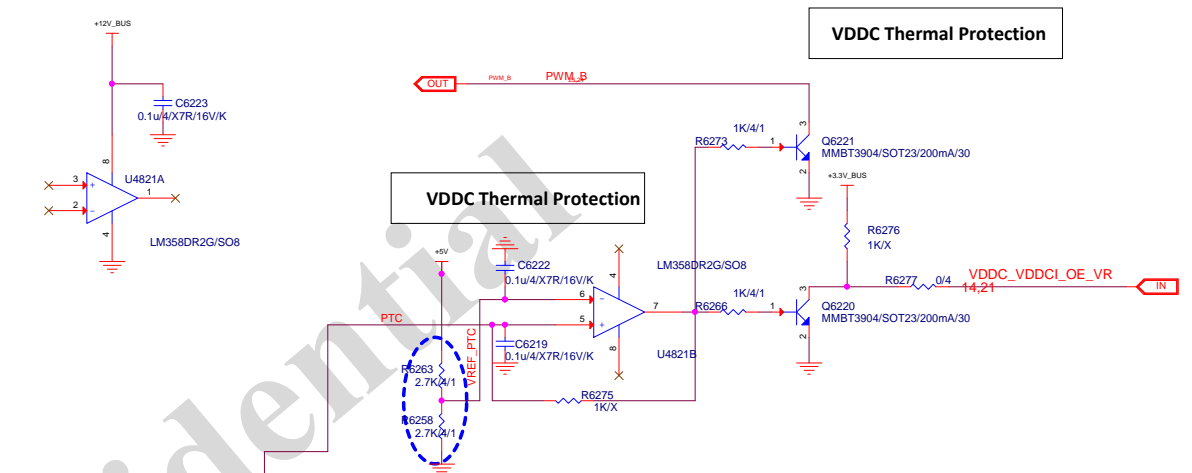 VDDC Thermal Protection
+12V_BUS
OUT
PWM_B
PWM_B
C6223
0.1u/4/X7R/16V/K
8
3
+
U4821A
1
2
-
4
LM358DR2G/SO8
VDDC Thermal Protection
1K/4/1
R6273
1
3
Q6221
MMBT3904/SOT23/200mA/30
2
+3.3V_BUS
R6276
1K/X
+5V
C6222
0.1u/4/X7R/16V/K
4
LM358DR2G/SO8
6
-
7
5
+
8
U4821B
PTC
C6219
0.1u/4/X7R/16V/K
VREF_PTC
1K/4/1
R6266
1
3
Q6220
MMBT3904/SOT23/200mA/30
2
R6277
0/4
VDDC_VDDCI_OE_VR
14,21
IN
R6263
2.7K/4/1
R6258
2.7K/4/1
R6275
1K/X
idential